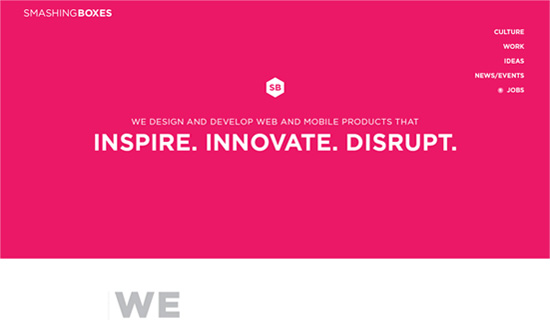 SMASHINGBOXES
CULTURE
WORK
IDEAS
NEWS/EVENTS
JOBS
SB
WE DESIGN AND DEVELOP WEB AND MOBILE PRODUCTS THAT
INSPIRE. INNOVATE. DISRUPT.
WE